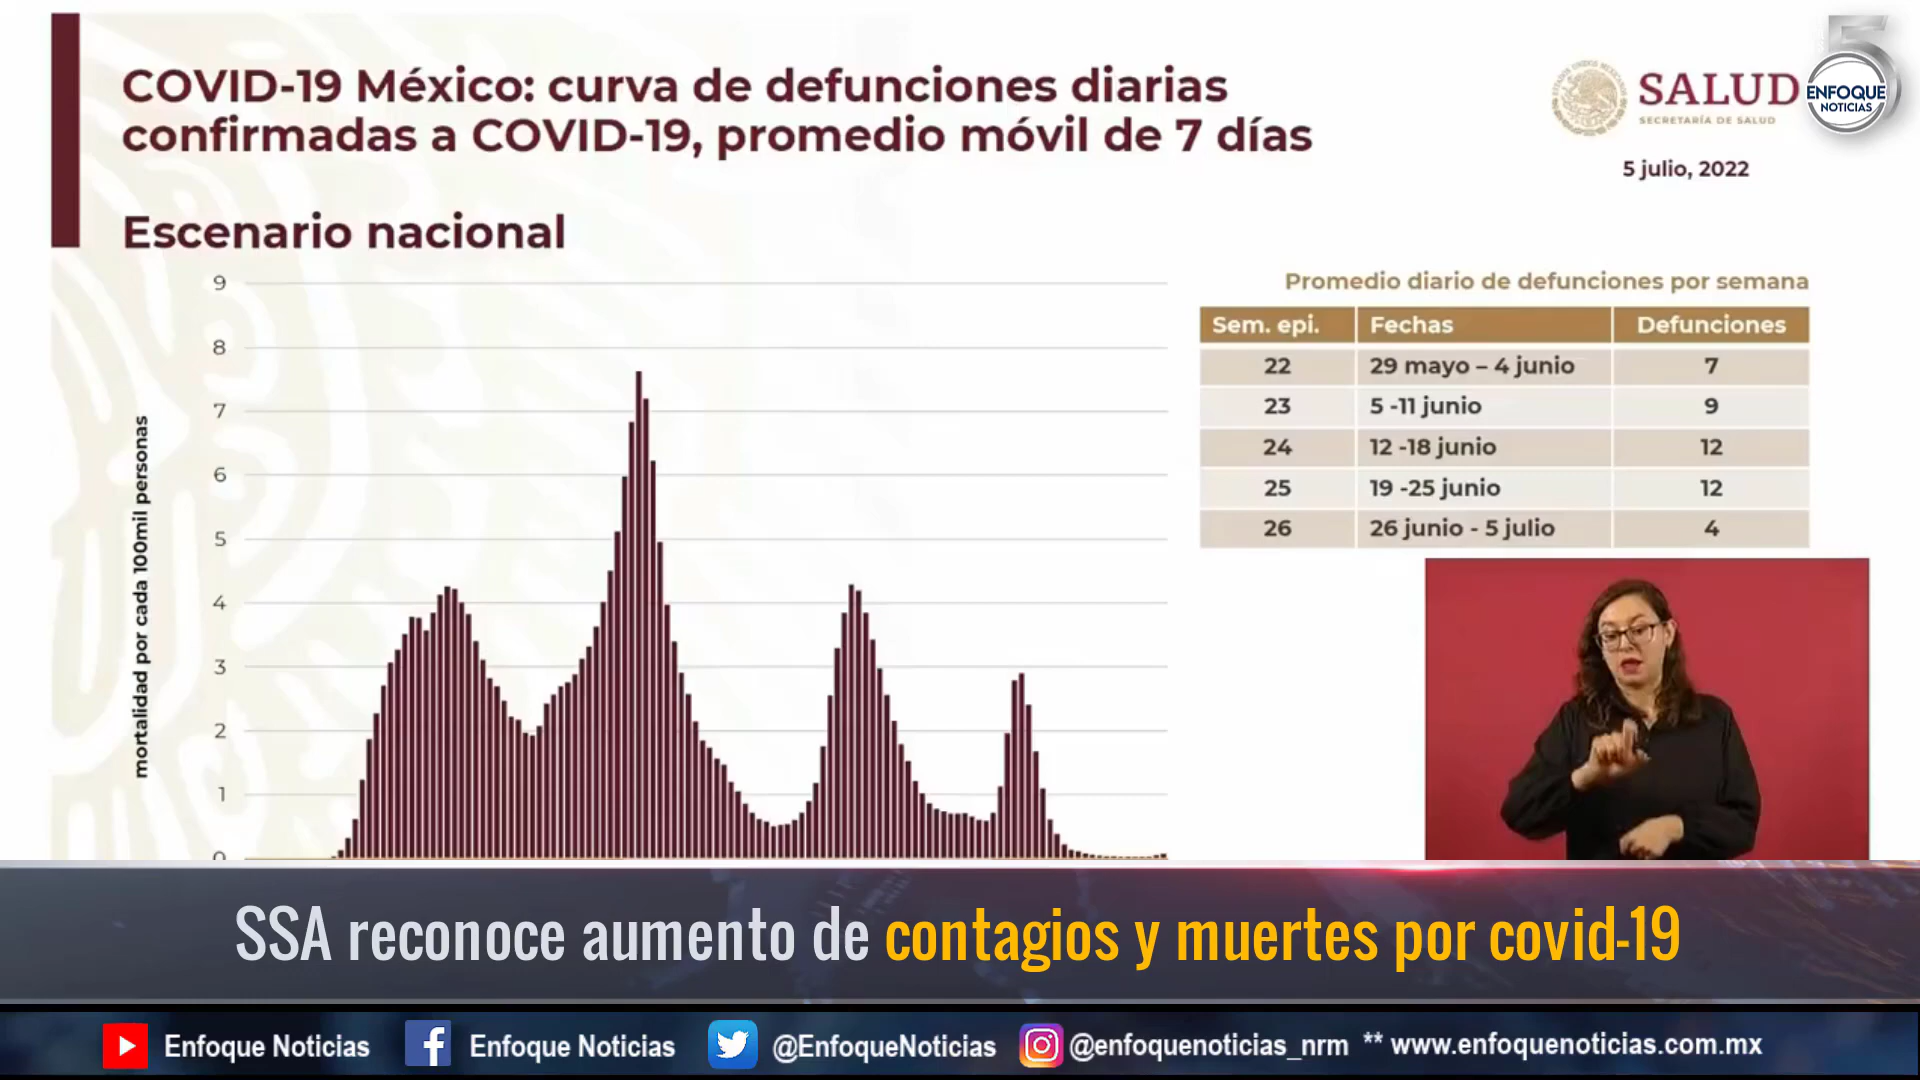 COVID-19 México: curva de defunciones diarias
confirmadas a COVID-19, promedio móvil de 7 días
SALUD
SECRETARÍA DE SALUD
5
ENFOQUE
NOTICIAS
5 julio, 2022
Escenario nacional
mortalidad por cada 100mil personas
9
8
7
6
5
4
3
2
1
0
Promedio diario de defunciones por semana
Sem. epi. Fechas Defunciones
22 29 mayo – 4 junio 7
23 5 -11 junio 9
24 12 -18 junio 12
25 19 -25 junio 12
26 26 junio - 5 julio 4
SSA reconoce aumento de contagios y muertes por covid-19
Enfoque Noticias Enfoque Noticias @EnfoqueNoticias @enfoquenoticias_nrm ** www.enfoquenoticias.com.mx